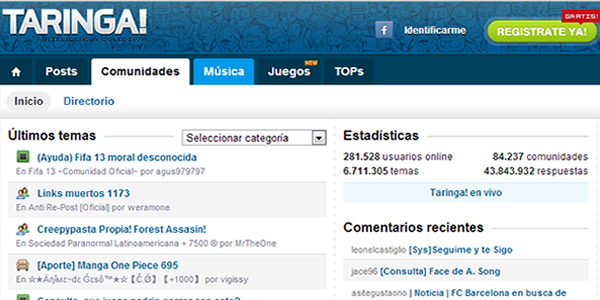 TARINGA!
INTELIGENCIA COLECTIVA
Identificarme
GRATIS!
REGISTRATE YA!
Posts
Comunidades
Música
Juegos
NEW
TOPs
Inicio
Directorio
Últimos temas
Seleccionar categoría
(Ayuda) Fifa 13 moral desconocida
En Fifa 13 ~Comunidad Oficial~ por agus979797
Links muertos 1173
En Anti Re-Post [Oficial] por weramone
Creepypasta Propia! Forest Assasin!
En Sociedad Paranormal Latinoamericana + 7500 ® por MrTheOne
[Aporte] Manga One Piece 695
[+1000] por vigissy
Estadísticas
281.528 usuarios online
84.237 comunidades
6.711.305 temas
43.843.932 respuestas
Taringa! en vivo
Comentarios recientes
leonelcastiglio [Sys]Seguime y te Sigo
jace96 [Consulta] Face de A. Song
asitegustaono | Noticia | FC Barcelona en busca de